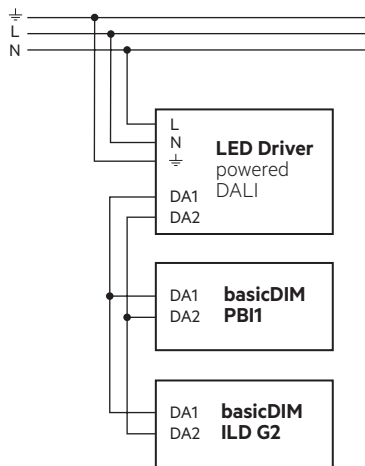 ⏚
L
N
L
N
⏚
LED Driver
powered
DALI
DA1
DA2
DA1
DA2
basicDIM
PBI1
DA1
DA2
basicDIM
ILD G2